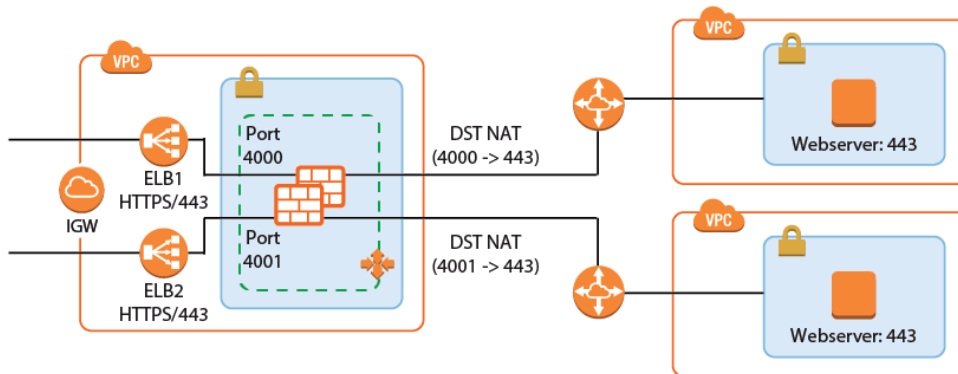 VPC
IGW
ELB1
HTTPS/443
ELB2
HTTPS/443
Port
4000
Port
4001
DST NAT
(4000 -> 443)
DST NAT
(4001 -> 443)
VPC
Webserver: 443
VPC
Webserver: 443